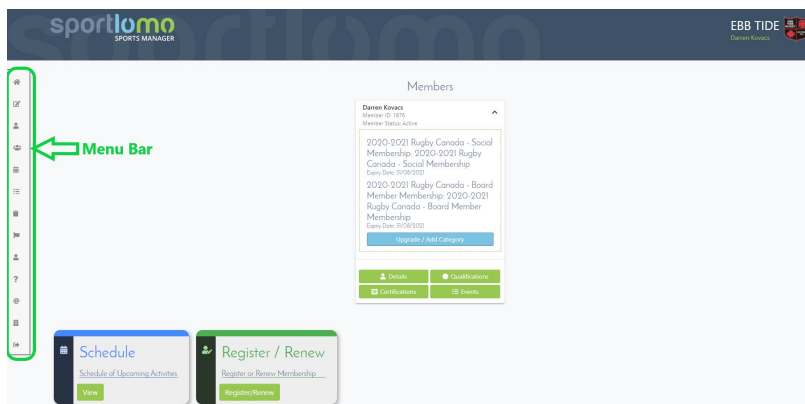 sportlomo
SPORTS MANAGER
EBB TIDE
Darren Kovacs
Members
Darren Kovacs
Member ID: 1676
Member Status: Active
2020-2021 Rugby Canada - Social
Membership: 2020-2021 Rugby
Canada - Social Membership
Expiry Date: 31/08/2021
2020-2021 Rugby Canada - Board
Member Membership: 2020-2021
Rugby Canada - Board Member
Membership
Expiry Date: 31/08/2021
Upgrade / Add Category
Details
Qualifications
Certifications
Events
Menu Bar
Schedule
Schedule of Upcoming Activities
View
Register / Renew
Register or Renew Membership
Register/Renew